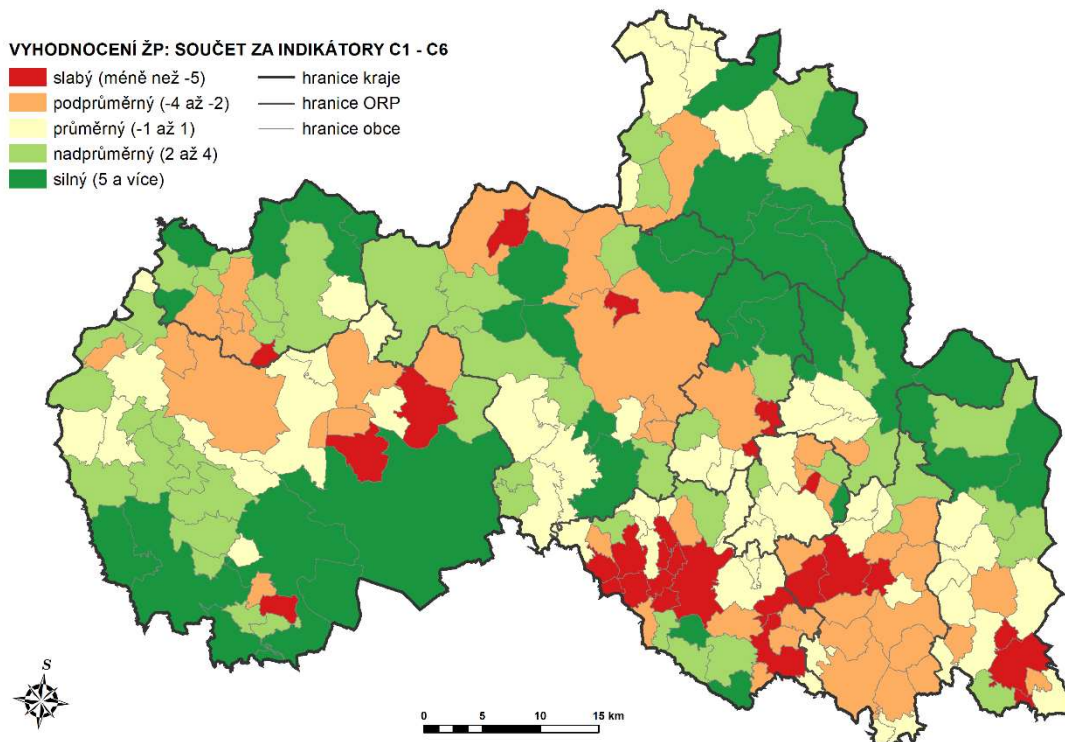 VYHODNOCENÍ ŽP: SOUČET ZA INDIKÁTORY C1 - C6
slabý (méně než -5)
podprůměrný (-4 až -2)
průměrný (-1 až 1)
nadprůměrný (2 až 4)
silný (5 a více)
hranice kraje
hranice ORP
hranice obce
S
0 5 10 15 km